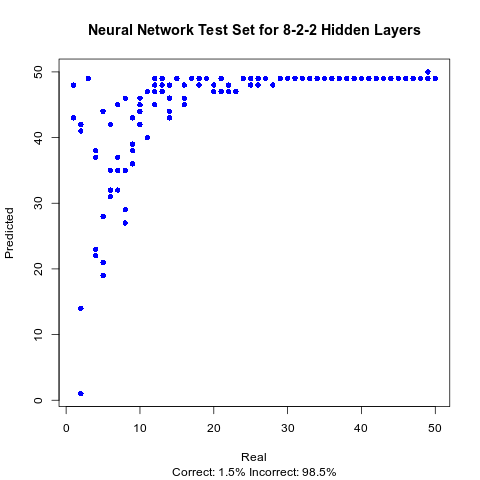 Neural Network Test Set for 8-2-2 Hidden Layers
Predicted
50
40
30
20
10
0
0 10 20 30 40 50
Real
Correct: 1.5% Incorrect: 98.5%